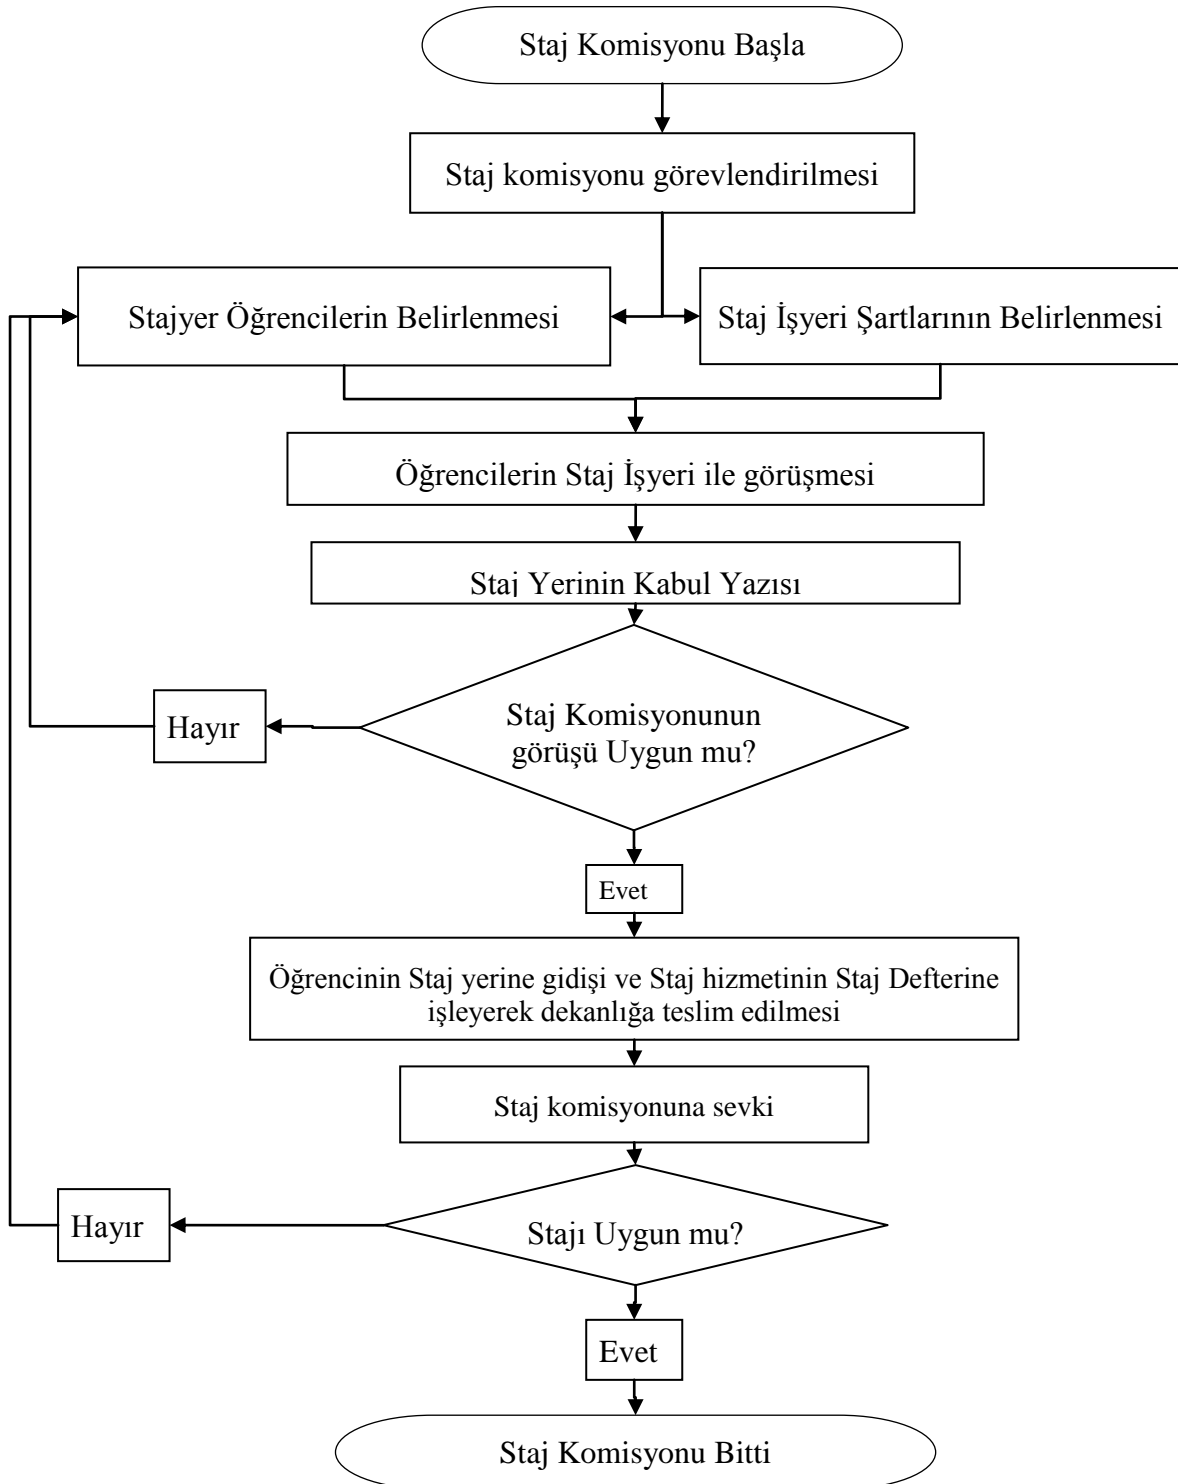 Staj Komisyonu Başla
Staj komisyonu görevlendirilmesi
Stajyer Öğrencilerin Belirlenmesi
Staj İşyeri Şartlarının Belirlenmesi
Öğrencilerin Staj İşyeri ile görüşmesi
Staj Yerinin Kabul Yazısı
Staj Komisyonunun
görüşü Uygun mu?
Hayır
Evet
Öğrencinin Staj yerine gidişi ve Staj hizmetinin Staj Defterine
işleyerek dekanlığa teslim edilmesi
Staj komisyonuna sevki
Stajı Uygun mu?
Hayır
Evet
Staj Komisyonu Bitti